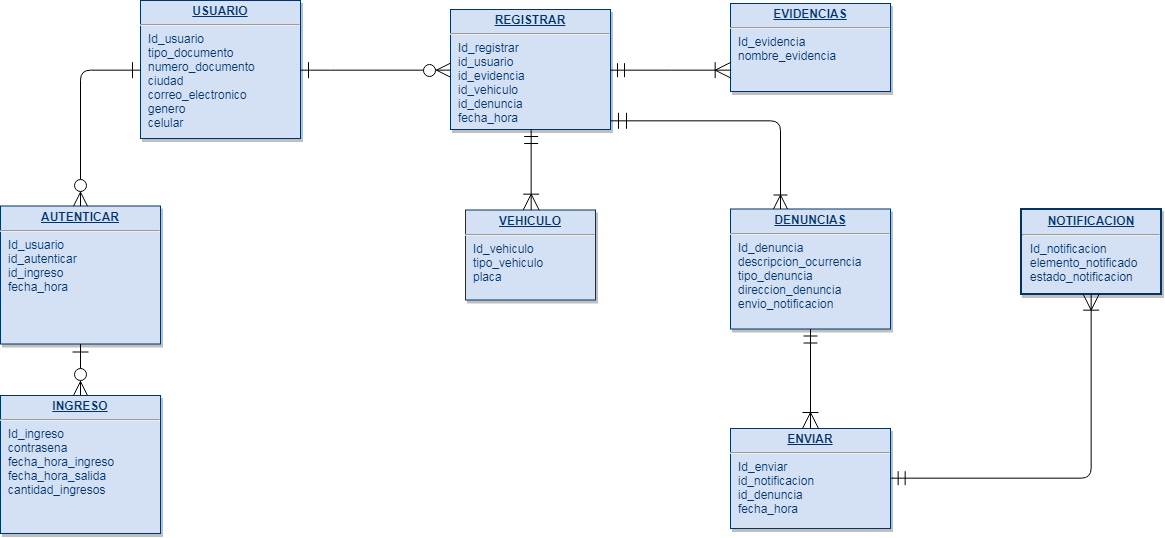 USUARIO
Id_usuario
tipo_documento
numero_documento
ciudad
correo_electronico
genero
celular
REGISTRAR
Id_registrar
id_usuario
id_evidencia
id_vehiculo
id_denuncia
fecha_hora
EVIDENCIAS
Id_evidencia
nombre_evidencia
AUTENTICAR
Id_usuario
id_autenticar
id_ingreso
fecha_hora
VEHICULO
Id_vehiculo
tipo_vehiculo
placa
DENUNCIAS
Id_denuncia
descripcion_ocurrencia
tipo_denuncia
direccion_denuncia
envio_notificacion
NOTIFICACION
Id_notificacion
elemento_notificado
estado_notificacion
INGRESO
Id_ingreso
contrasena
fecha_hora_ingreso
fecha_hora_salida
cantidad_ingresos
ENVIAR
Id_enviar
id_notificacion
id_denuncia
fecha_hora